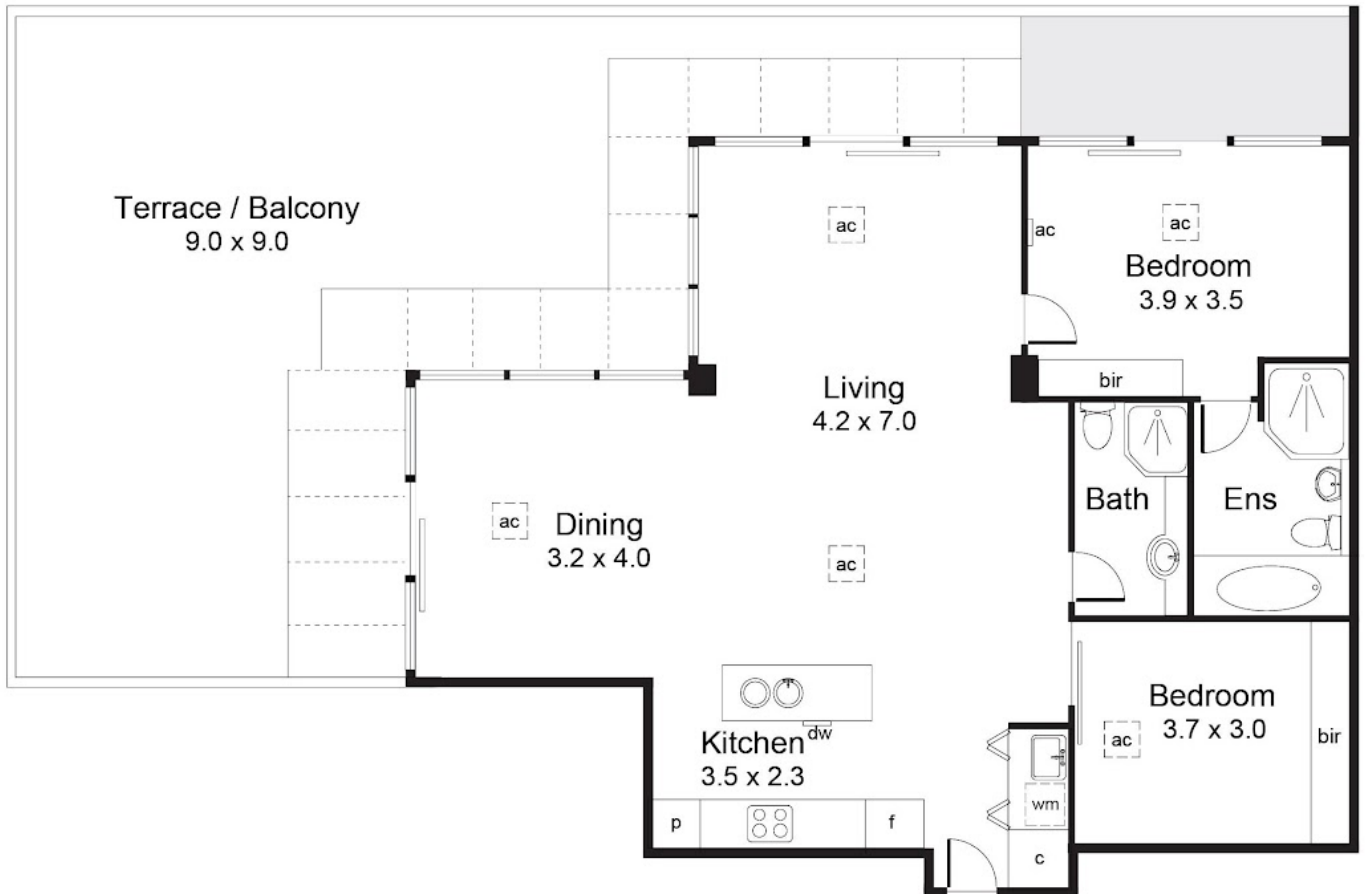 Terrace / Balcony
9.0 x 9.0
ac
ac
ac
Bedroom
3.9 x 3.5
bir
Living
4.2 x 7.0
Bath
Ens
ac
Dining
3.2 x 4.0
ac
Bedroom
3.7 x 3.0
ac
bir
Kitchen
dw
3.5 x 2.3
p
f
wm
c